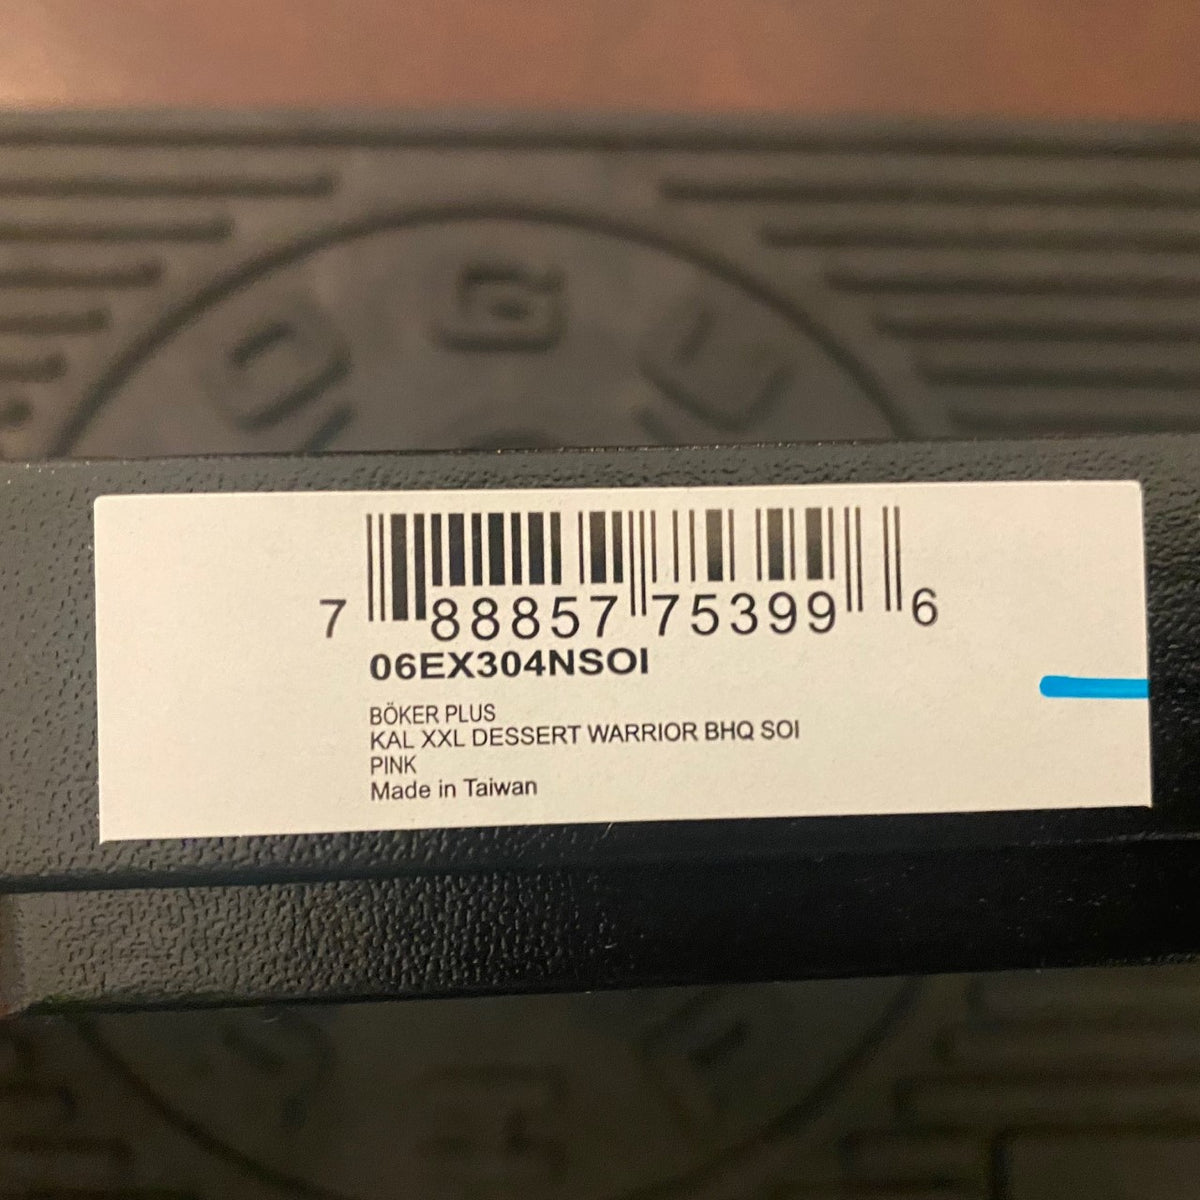 7 88857 75399 6
06EX304NSOI
BÖKER PLUS
KAL XXL DESSERT WARRIOR BHQ SOI
PINK
Made in Taiwan